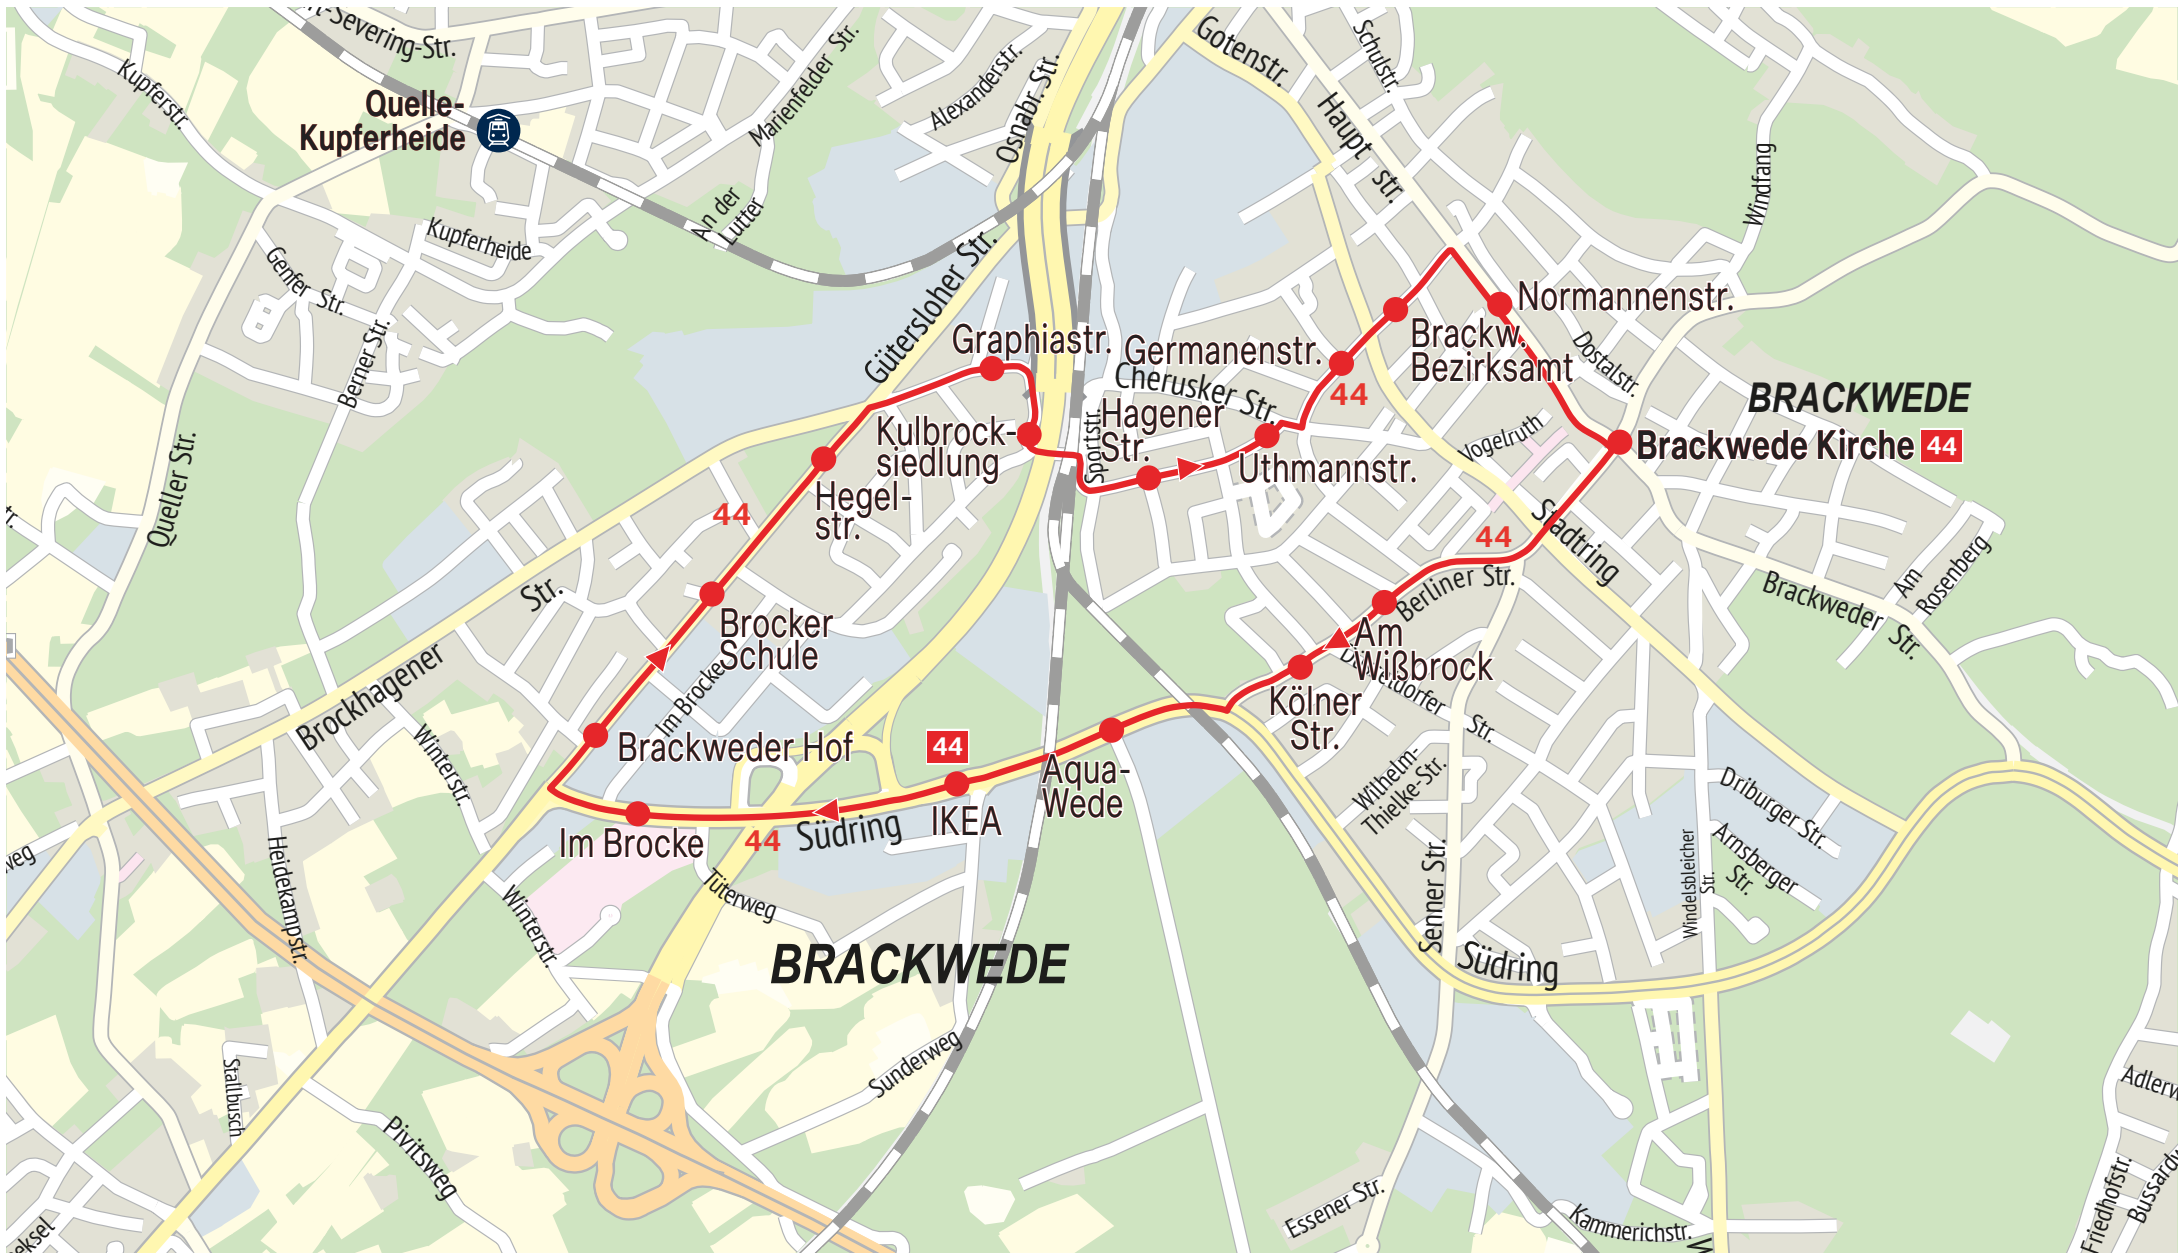 Kupferstr.
Quelle-
Kupferheide
Marienfelder Str.
Alexanderstr.
Osnabr. Str.
Gotenstr.
Schulstr.
Haupt
str.
Windfang
An der
Lutter
Kupferheide
Genfer Str.
Berner Str.
Queller Str.
Gütersloher Str.
Graphiastr.
Germanenstr.
Cherusker Str.
44
Brackw.
Bezirksamt
Normannenstr.
Dostalstr.
BRACKWEDE
Brackwede Kirche 44
Kulbrock-
siedlung
Sportstr.
Hagener
Str.
Uthmannstr.
Vogelruth
Hegel-
str.
44
44
Stadtring
Berliner Str.
Brackweder Str.
Am
Rosenberg
Str.
Brockhagener
Brocker
Schule
Im Brocker
Am
Wißbrock
Kölner
Str.
Str.
Wilhelm-
Thielke-Str.
Winterstr.
Brackweder Hof
44
IKEA
Aqua-
Wede
Im Brocke
44
Südring
Driburger Str.
Arnsberger
Str.
Windelsbleicher
Str.
Heidekampstr.
Winterstr.
Tüterweg
BRACKWEDE
Senner Str.
Südring
Sunderweg
Stallbusch
Pivitsweg
Essener Str.
Kammerichstr.
Friedhofstr.